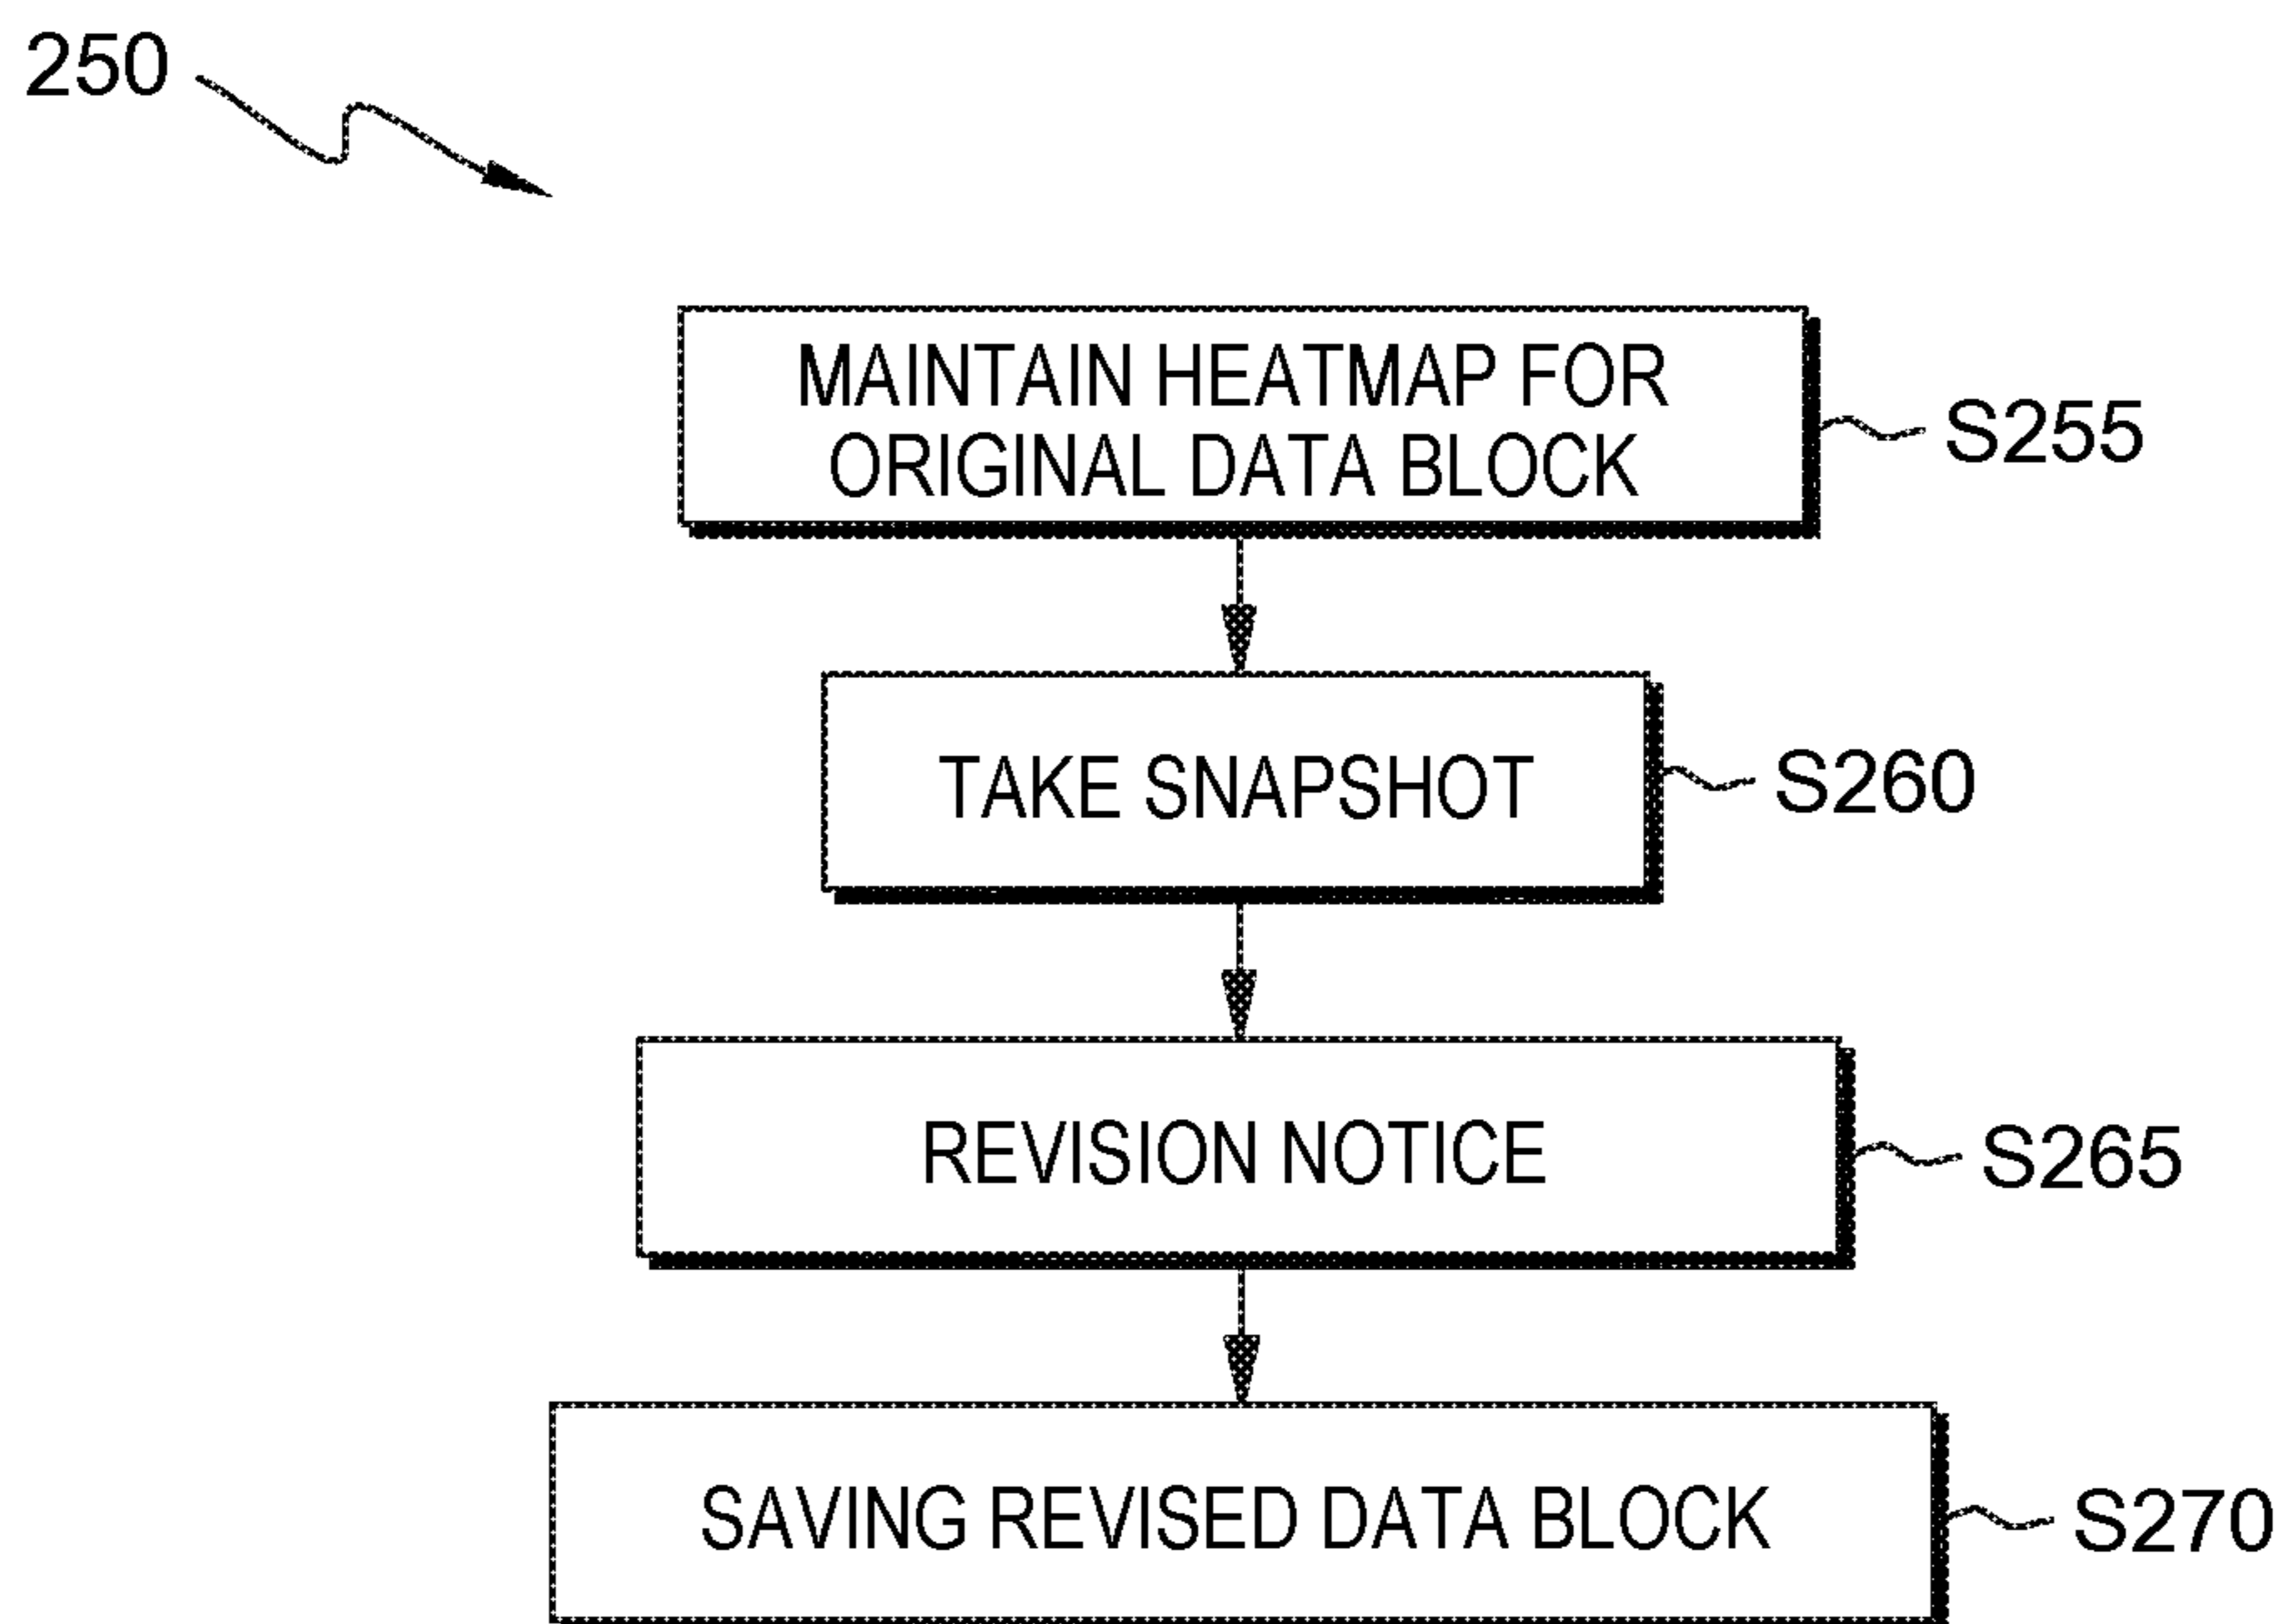 250
MAINTAIN HEATMAP FOR
ORIGINAL DATA BLOCK
S255
TAKE SNAPSHOT
S260
REVISION NOTICE
S265
SAVING REVISED DATA BLOCK
S270